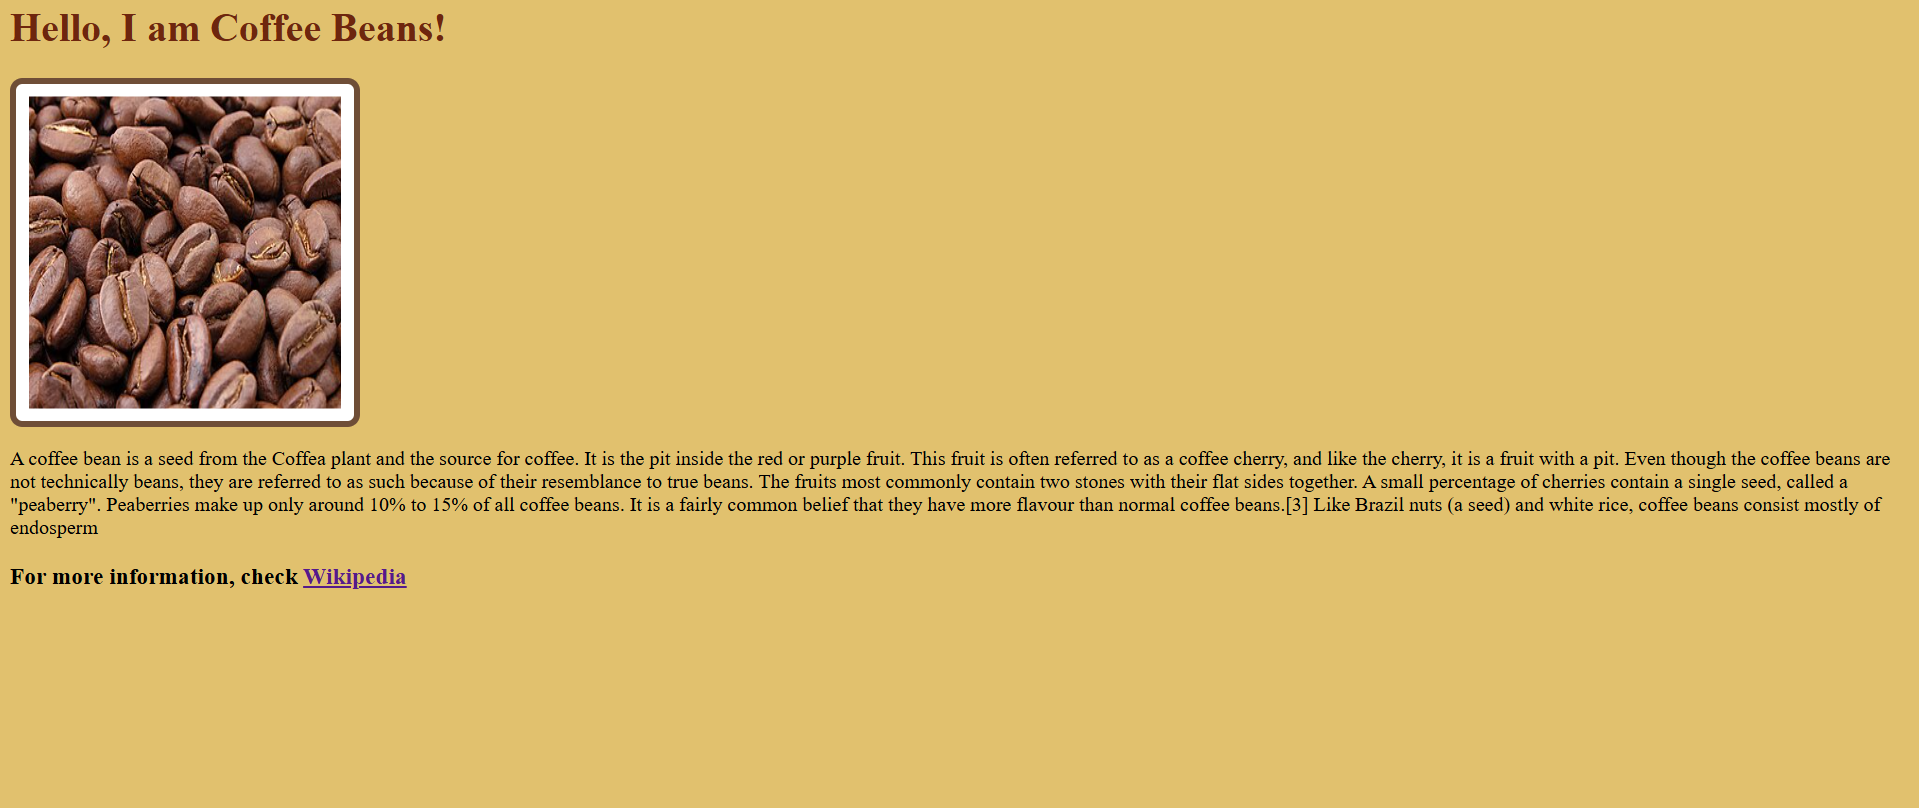 Hello, I am Coffee Beans!
A coffee bean is a seed from the Coffea plant and the source for coffee. It is the pit inside the red or purple fruit. This fruit is often referred to as a coffee cherry, and like the cherry, it is a fruit with a pit. Even though the coffee beans are
not technically beans, they are referred to as such because of their resemblance to true beans. The fruits most commonly contain two stones with their flat sides together. A small percentage of cherries contain a single seed, called a
"peaberry". Peaberries make up only around 10% to 15% of all coffee beans. It is a fairly common belief that they have more flavour than normal coffee beans.[3] Like Brazil nuts (a seed) and white rice, coffee beans consist mostly of
endosperm
For more information, check Wikipedia